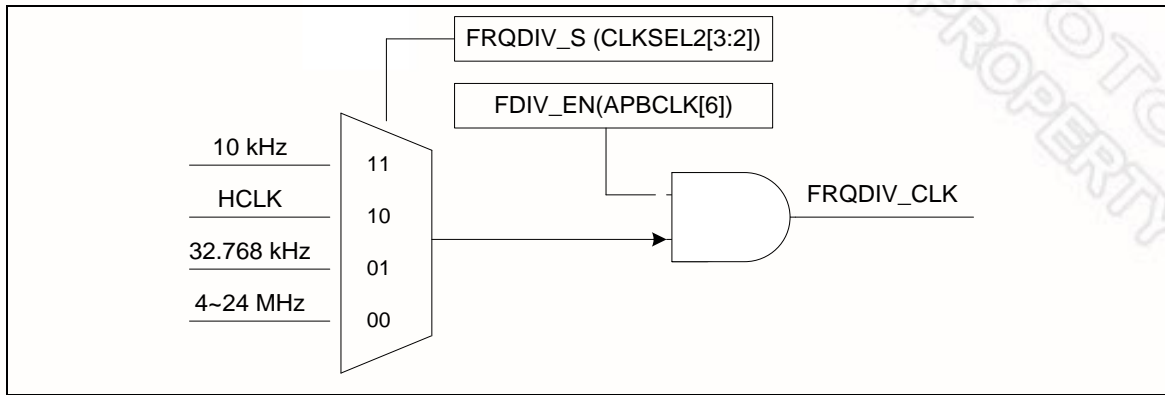 FRQDIV_S (CLKSEL2[3:2])
FDIV_EN(APBCLK[6])
10 kHz
11
HCLK
10
32.768 kHz
01
4~24 MHz
00
FRQDIV_CLK
PROPERTY